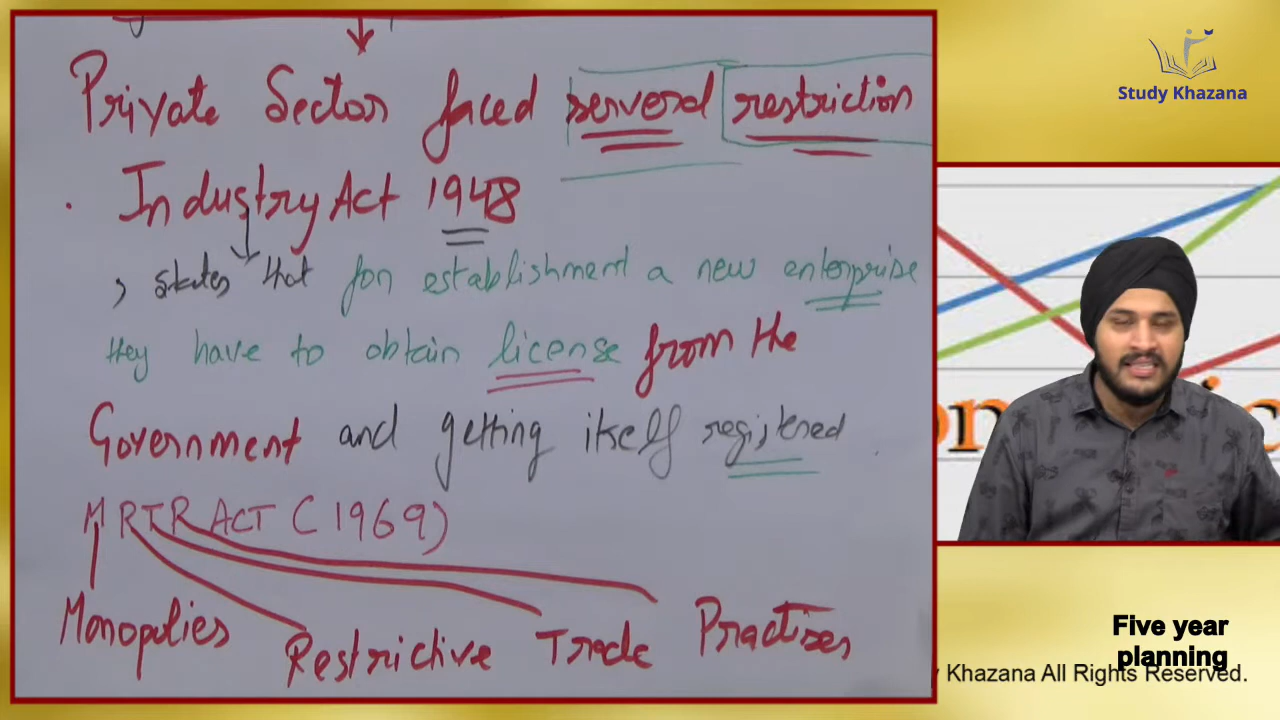 Private Sector faced serverd restriction
. Industry Act 1948
, states that for establishment a new enterprise
they have to obtain license from the
Government and getting itself registered.
MRTR ACT (1969)
Monopolies Restrictive Trade Practises
Study Khazana
Five year
planning
y Khazana All Rights Reserved.